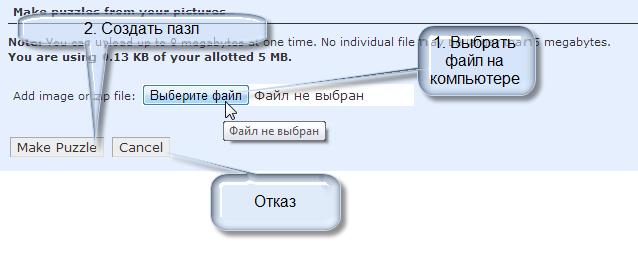 Make puzzles from your pictures
2. Создать пазл
Note: You can upload up to 9 megabytes at one time. No individual file may 5 megabytes.
You are using 0.13 KB of your allotted 5 MB.
1. Выбрать
файл на
компьютере
Add image or zip file: Выберите файл Файл не выбран
Файл не выбран
Make Puzzle Cancel
Отказ